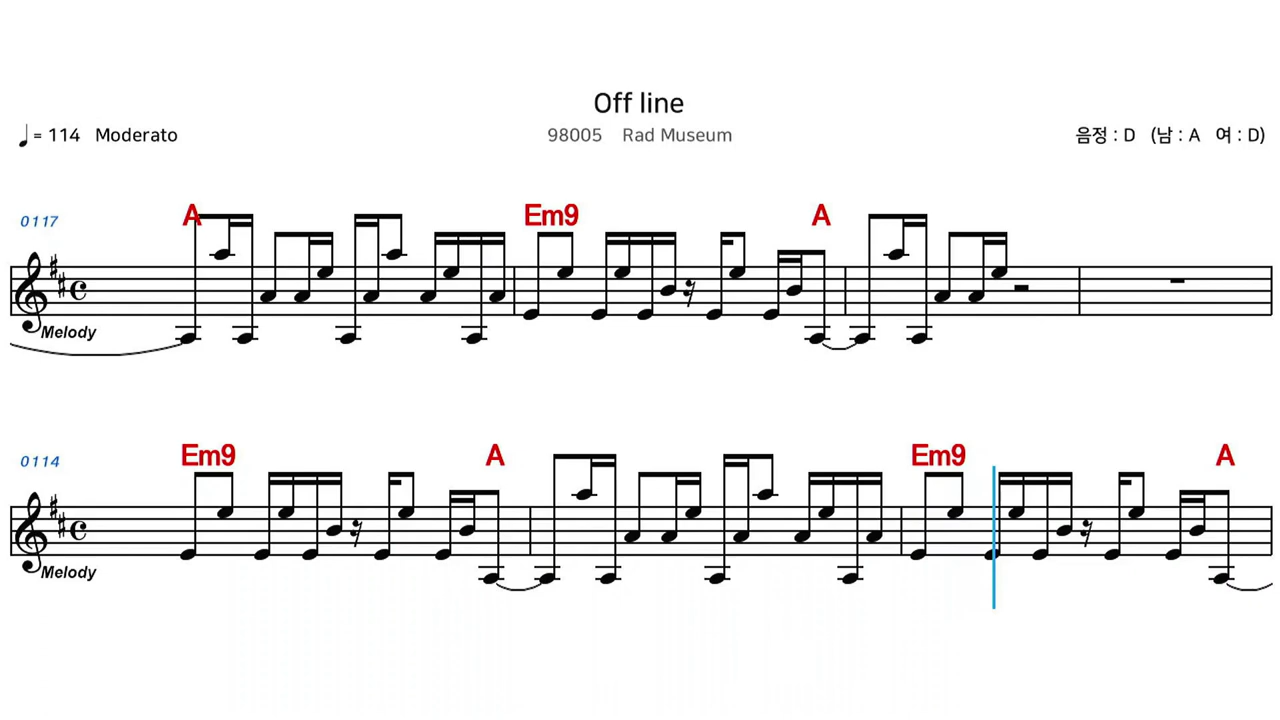 Off line
♩ = 114 Moderato
98005 Rad Museum
음정 : D (남 : A 여 : D)
0117
A Em9 A
Melody
0114
Em9 A Em9 A
Melody